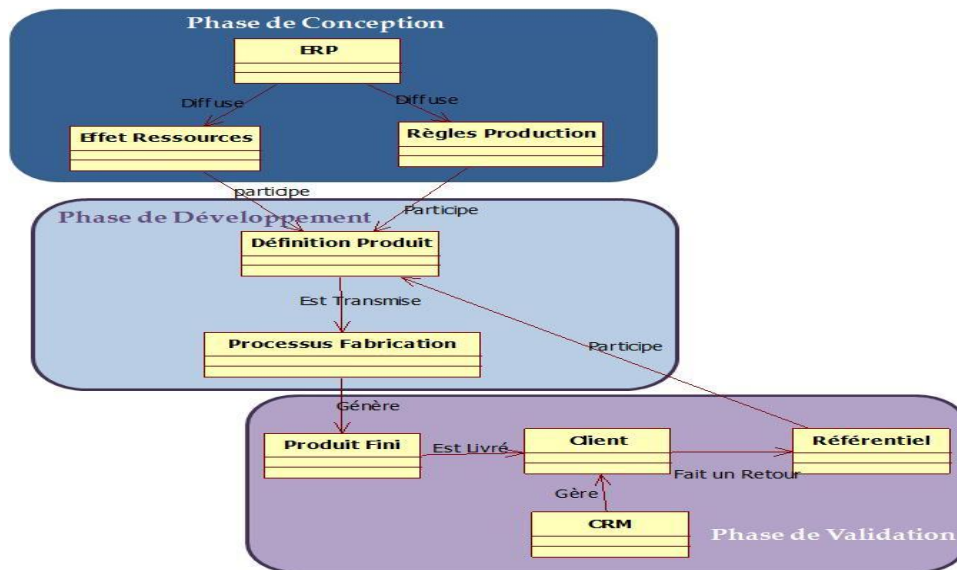 Phase de Conception
ERP
Diffuse
Diffuse
Effet Ressources
Règles Production
participe
Participe
Phase de Développement
Définition Produit
Est Transmise
Processus Fabrication
Participe
Génère
Produit Fini
Est Livré
Client
Référentiel
Fait un Retour
Gère
CRM
Phase de Validation